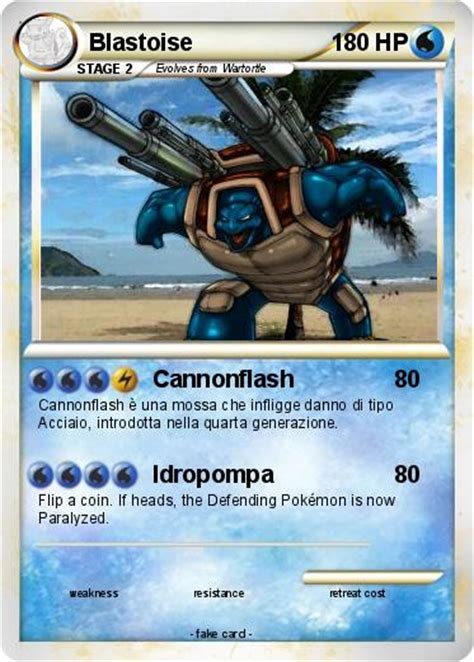 Blastoise 180 HP
STAGE 2 Evolves from Wartortle
Cannonflash 80
Cannonflash è una mossa che infligge danno di tipo
Acciaio, introdotta nella quarta generazione.
Idropompa 80
Flip a coin. If heads, the Defending Pokémon is now
Paralyzed.
weakness resistance retreat cost
- fake card -